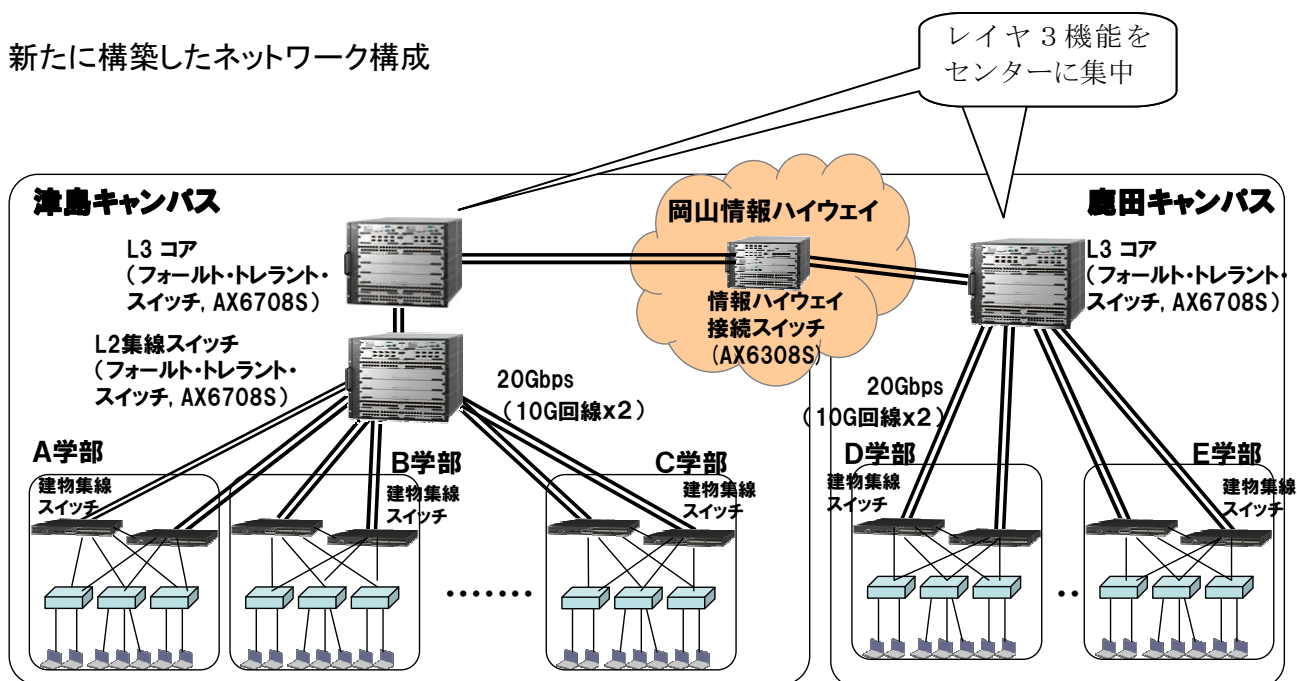 新たに構築したネットワーク構成
レイヤ３機能を
センターに集中
津島キャンパス
岡山情報ハイウェイ
鹿田キャンパス
L3 コア
（フォールト・トレラント・
スイッチ, AX6708S）
L3 コア
（フォールト・トレラント・
スイッチ, AX6708S）
情報ハイウェイ
接続スイッチ
(AX6308S)
L2集線スイッチ
（フォールト・トレラント・
スイッチ, AX6708S）
20Gbps
（10G回線x2）
20Gbps
（10G回線x2）
A学部
建物集線
スイッチ
B学部
建物集線
スイッチ
C学部
建物集線
スイッチ
D学部
建物集線
スイッチ
E学部
建物集線
スイッチ
・・・・・・・
・・